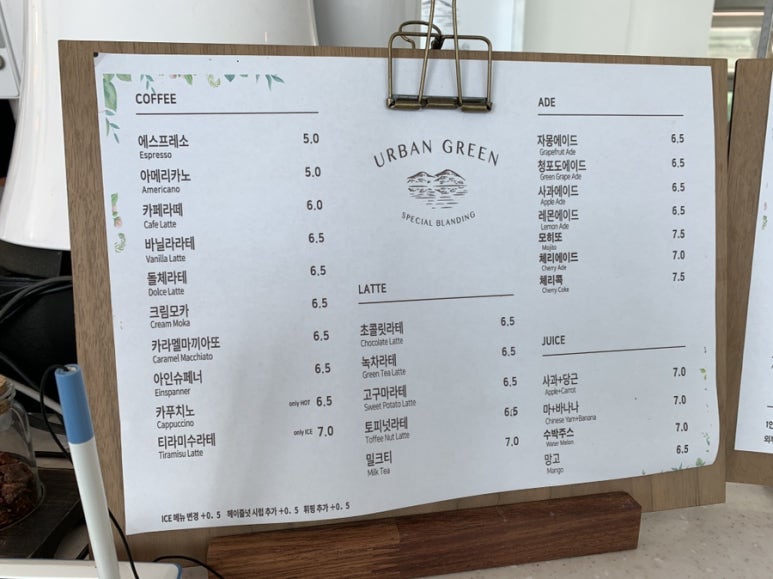 COFFEE
에스프레소 5.0
Espresso
아메리카노 5.0
Americano
카페라떼 6.0
Cafe Latte
바닐라라테 6.5
Vanilla Latte
돌체라테 6.5
Dolce Latte
크림모카 6.5
Cream Moka
카라멜마끼아또 6.5
Caramel Macchiato
아인슈페너 6.5
Einspanner
카푸치노 only HOT 6.5
Cappuccino
티라미수라테 only ICE 7.0
Tiramisu Latte
ICE 메뉴 변경 +0. 5 헤이즐넛 시럽 추가 +0. 5 휘핑 추가 +0. 5
URBAN GREEN
SPECIAL BLANDING
LATTE
초콜릿라테 6.5
Chocolate Latte
녹차라테 6.5
Green Tea Latte
고구마라테 6.5
Sweet Potato Latte
토피넛라테 6.5
Toffee Nut Latte
밀크티 7.0
Milk Tea
ADE
자몽에이드 6.5
Grapefruit Ade
청포도에이드 6.5
Green Grape Ade
사과에이드 6.5
Apple Ade
레몬에이드 6.5
Lemon Ade
모히또 7.5
Mojito
체리에이드 7.0
Cherry Ade
체리콕 7.5
Cherry Coke
JUICE
사과+당근 7.0
Apple+Carrot
마+바나나 7.0
Chinese Yam+Banana
수박주스 7.0
Water Melon
망고 6.5
Mango